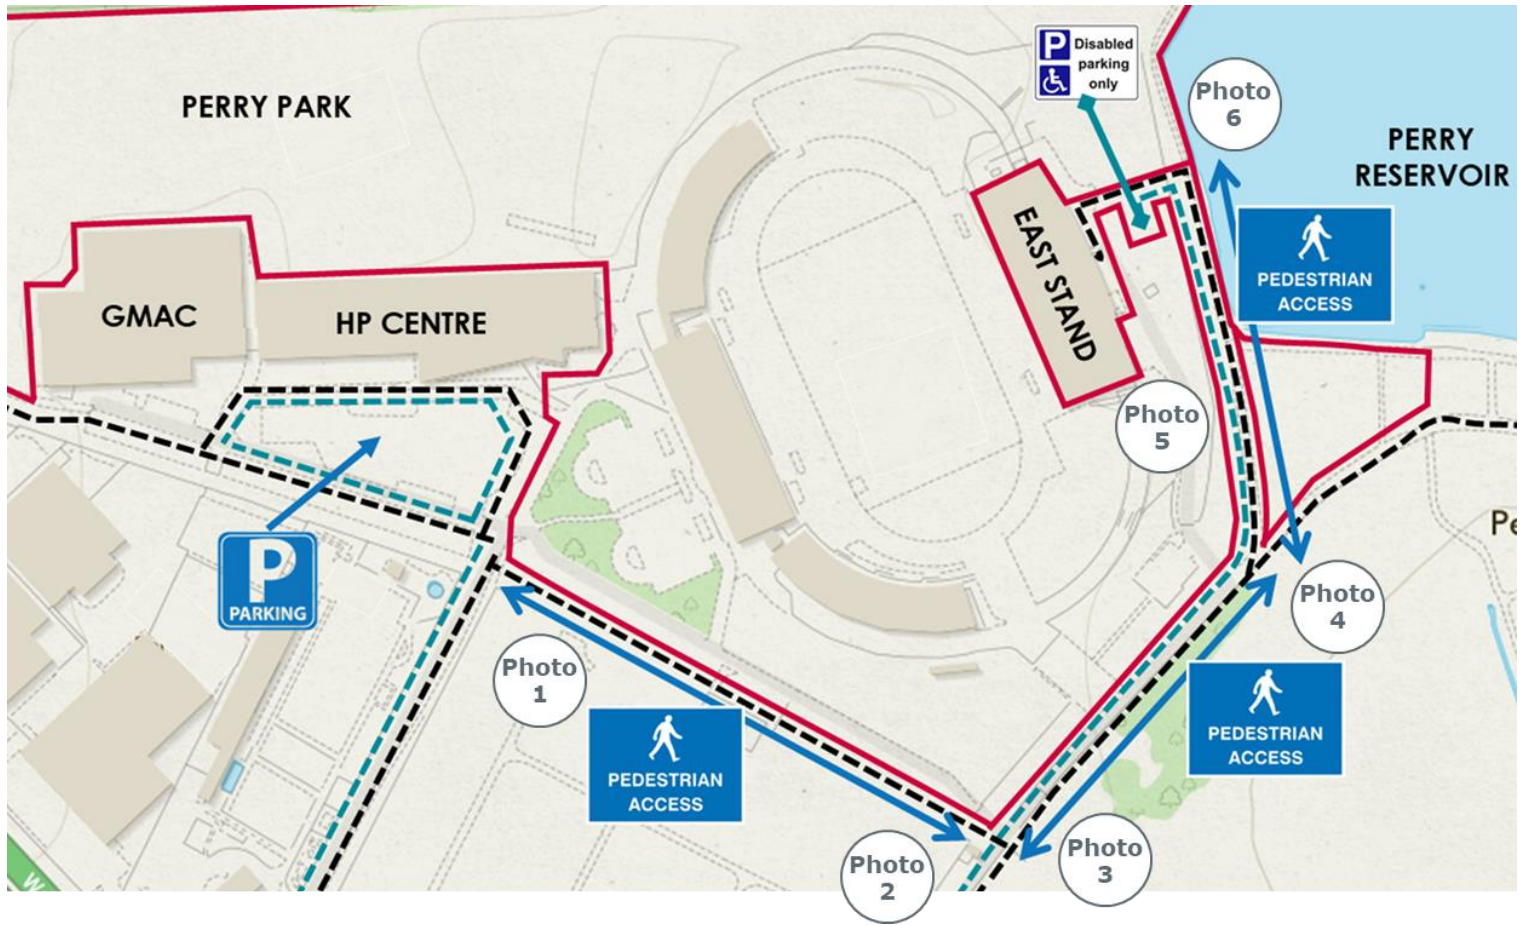 P Disabled
parking
only
Photo
6
PERRY PARK
PERRY
RESERVOIR
EAST STAND
PEDESTRIAN
ACCESS
GMAC
HP CENTRE
Photo
5
Pe
P
PARKING
Photo
4
Photo
1
PEDESTRIAN
ACCESS
PEDESTRIAN
ACCESS
Photo
2
Photo
3
W